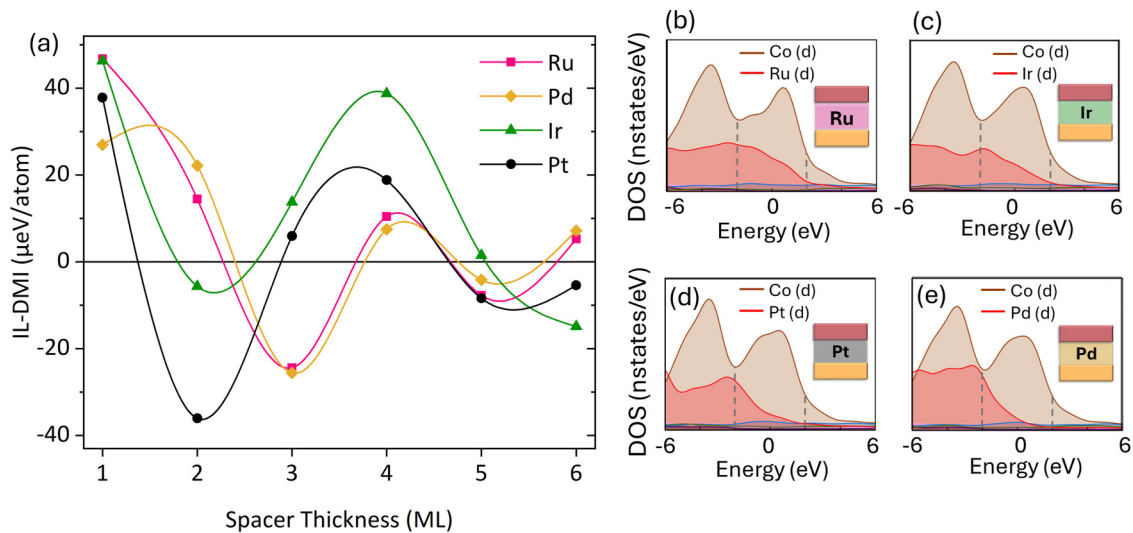 (a)
IL-DMI (µeV/atom)
40
20
0
-20
-40
1 2 3 4 5 6
Spacer Thickness (ML)
Ru
Pd
Ir
Pt
(b)
DOS (nstates/eV)
Co (d)
Ru (d)
Ru
-6 0 6
Energy (eV)
(c)
Co (d)
Ir (d)
Ir
-6 0 6
Energy (eV)
(d)
DOS (nstates/eV)
Co (d)
Pt (d)
Pt
-6 0 6
Energy (eV)
(e)
Co (d)
Pd (d)
Pd
-6 0 6
Energy (eV)